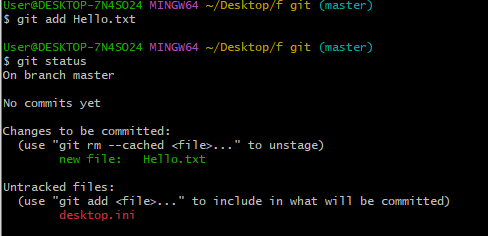 User@DESKTOP-7N4SO24 MINGW64 ~/Desktop/f git (master)
$ git add Hello.txt
User@DESKTOP-7N4SO24 MINGW64 ~/Desktop/f git (master)
$ git status
On branch master
No commits yet
Changes to be committed:
(use "git rm --cached <file>..." to unstage)
new file: Hello.txt
Untracked files:
(use "git add <file>..." to include in what will be committed)
desktop.ini